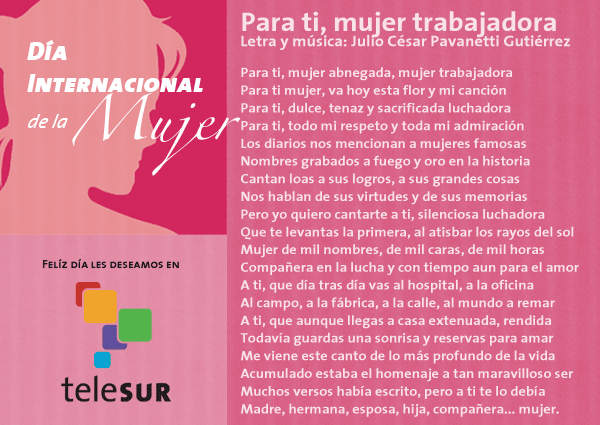 Día
Internacional
de la Mujer
Felíz día les deseamos en
teleSUR
Para ti, mujer trabajadora
Letra y música: Julio César Pavanetti Gutiérrez
Para ti, mujer abnegada, mujer trabajadora
Para ti mujer, va hoy esta flor y mi canción
Para ti, dulce, tenaz y sacrificada luchadora
Para ti, todo mi respeto y toda mi admiración
Los diarios nos mencionan a mujeres famosas
Nombres grabados a fuego y oro en la historia
Cantan loas a sus logros, a sus grandes cosas
Nos hablan de sus virtudes y de sus memorias
Pero yo quiero cantarte a ti, silenciosa luchadora
Que te levantas la primera, al atisbar los rayos del sol
Mujer de mil nombres, de mil caras, de mil horas
Compañera en la lucha y con tiempo aun para el amor
A ti, que día tras día vas al hospital, a la oficina
Al campo, a la fábrica, a la calle, al mundo a remar
A ti, que aunque llegas a casa extenuada, rendida
Todavía guardas una sonrisa y reservas para amar
Me viene este canto de lo más profundo de la vida
Acumulado estaba el homenaje a tan maravilloso ser
Muchos versos había escrito, pero a ti te lo debía
Madre, hermana, esposa, hija, compañera... mujer.